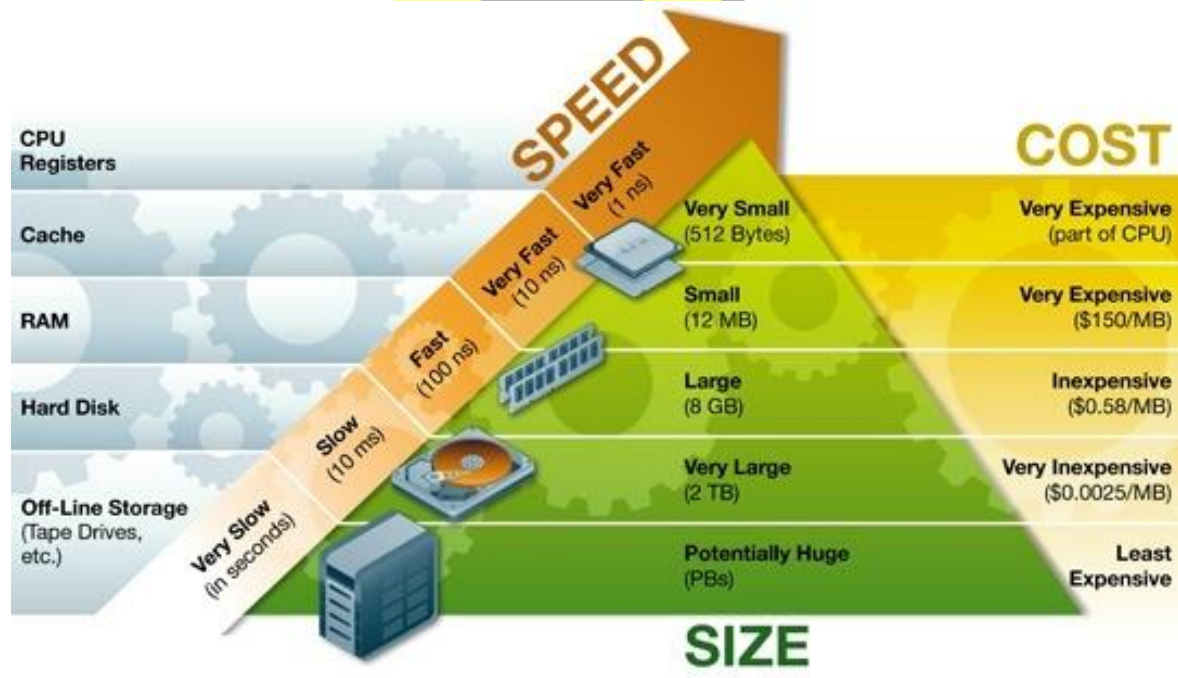 SPEED
COST
CPU
Registers
Very Fast
(1 ns)
Very Small
(512 Bytes)
Very Expensive
(part of CPU)
Cache
Very Fast
(10 ns)
Small
(12 MB)
Very Expensive
($150/MB)
RAM
Fast
(100 ns)
Large
(8 GB)
Inexpensive
($0.58/MB)
Hard Disk
Slow
(10 ms)
Very Large
(2 TB)
Very Inexpensive
($0.0025/MB)
Off-Line Storage
(Tape Drives,
etc.)
Very Slow
(in seconds)
Potentially Huge
(PBs)
Least
Expensive
SIZE